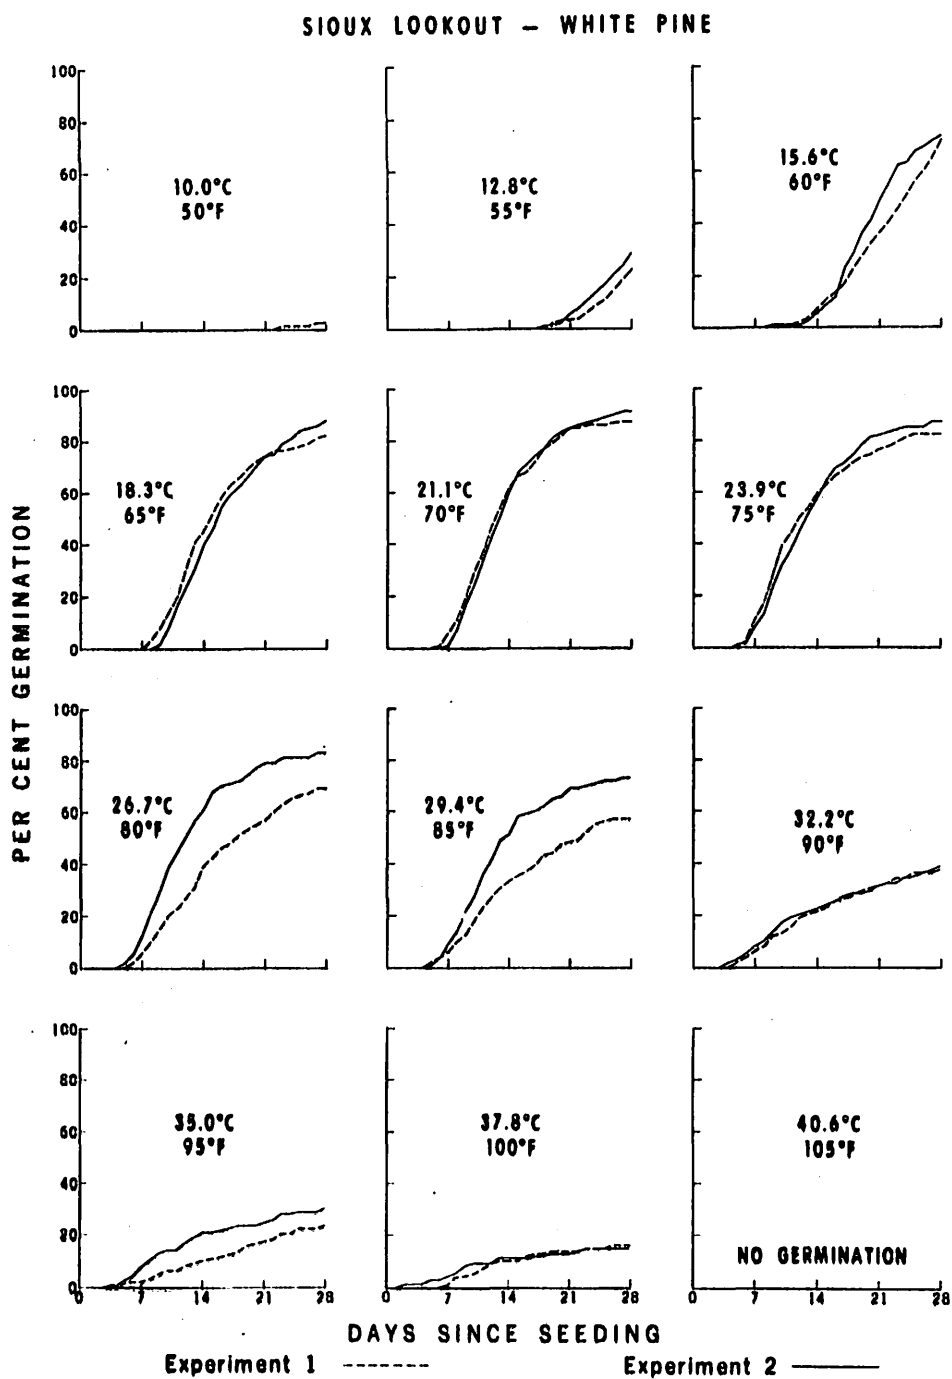 SIOUX LOOKOUT – WHITE PINE
100
80
60
40
20
0
10.0°C
50°F
12.8°C
55°F
15.6°C
60°F
100
80
60
40
20
0
18.3°C
65°F
21.1°C
70°F
23.9°C
75°F
PER CENT GERMINATION
100
80
60
40
20
0
26.7°C
80°F
29.4°C
85°F
32.2°C
90°F
100
80
60
40
20
0
35.0°C
95°F
37.8°C
100°F
40.6°C
105°F
NO GERMINATION
0 7 14 21 28
0 7 14 21 28
0 7 14 21 28
DAYS SINCE SEEDING
Experiment 1
Experiment 2